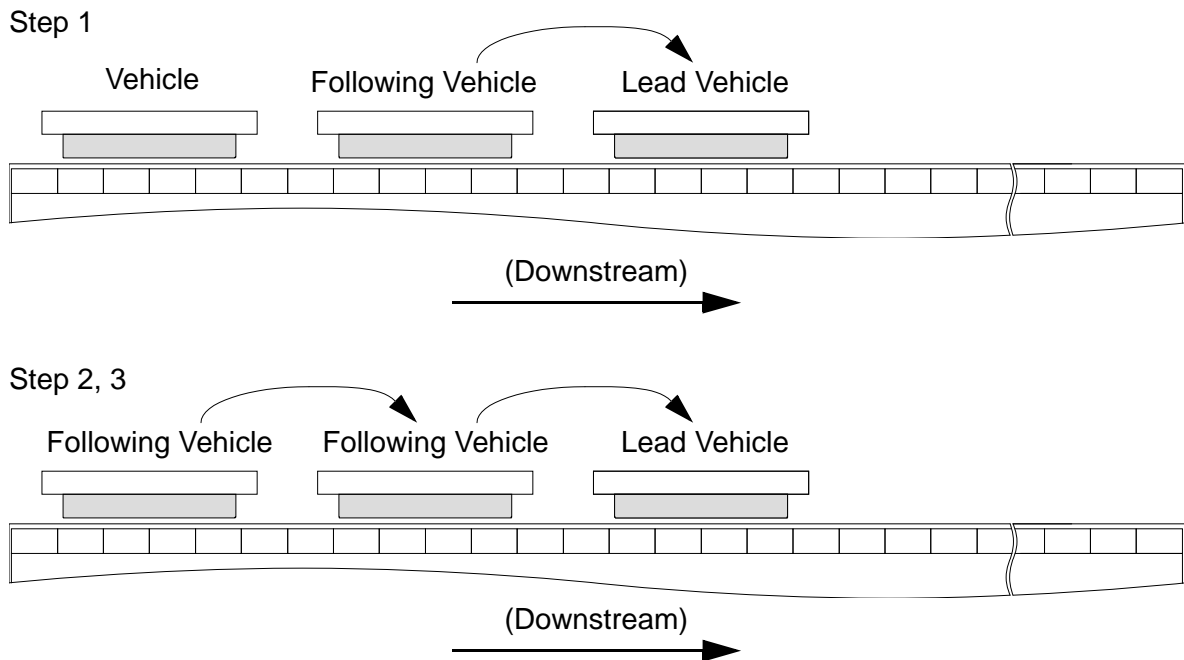 Step 1
Vehicle
Following Vehicle
Lead Vehicle
(Downstream)
Step 2, 3
Following Vehicle
Following Vehicle
Lead Vehicle
(Downstream)